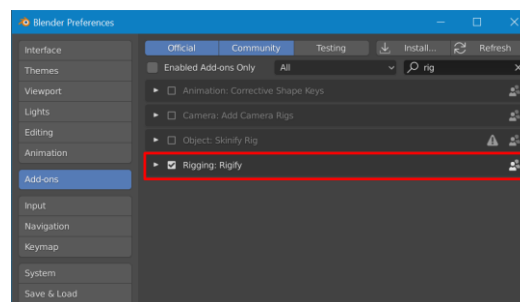 Blender Preferences
Interface
Themes
Viewport
Lights
Editing
Animation
Add-ons
Input
Navigation
Keymap
System
Save & Load
Official Community Testing Install... Refresh
Enabled Add-ons Only All rig
Animation: Corrective Shape Keys
Camera: Add Camera Rigs
Object: Skinify Rig
Rigging: Rigify